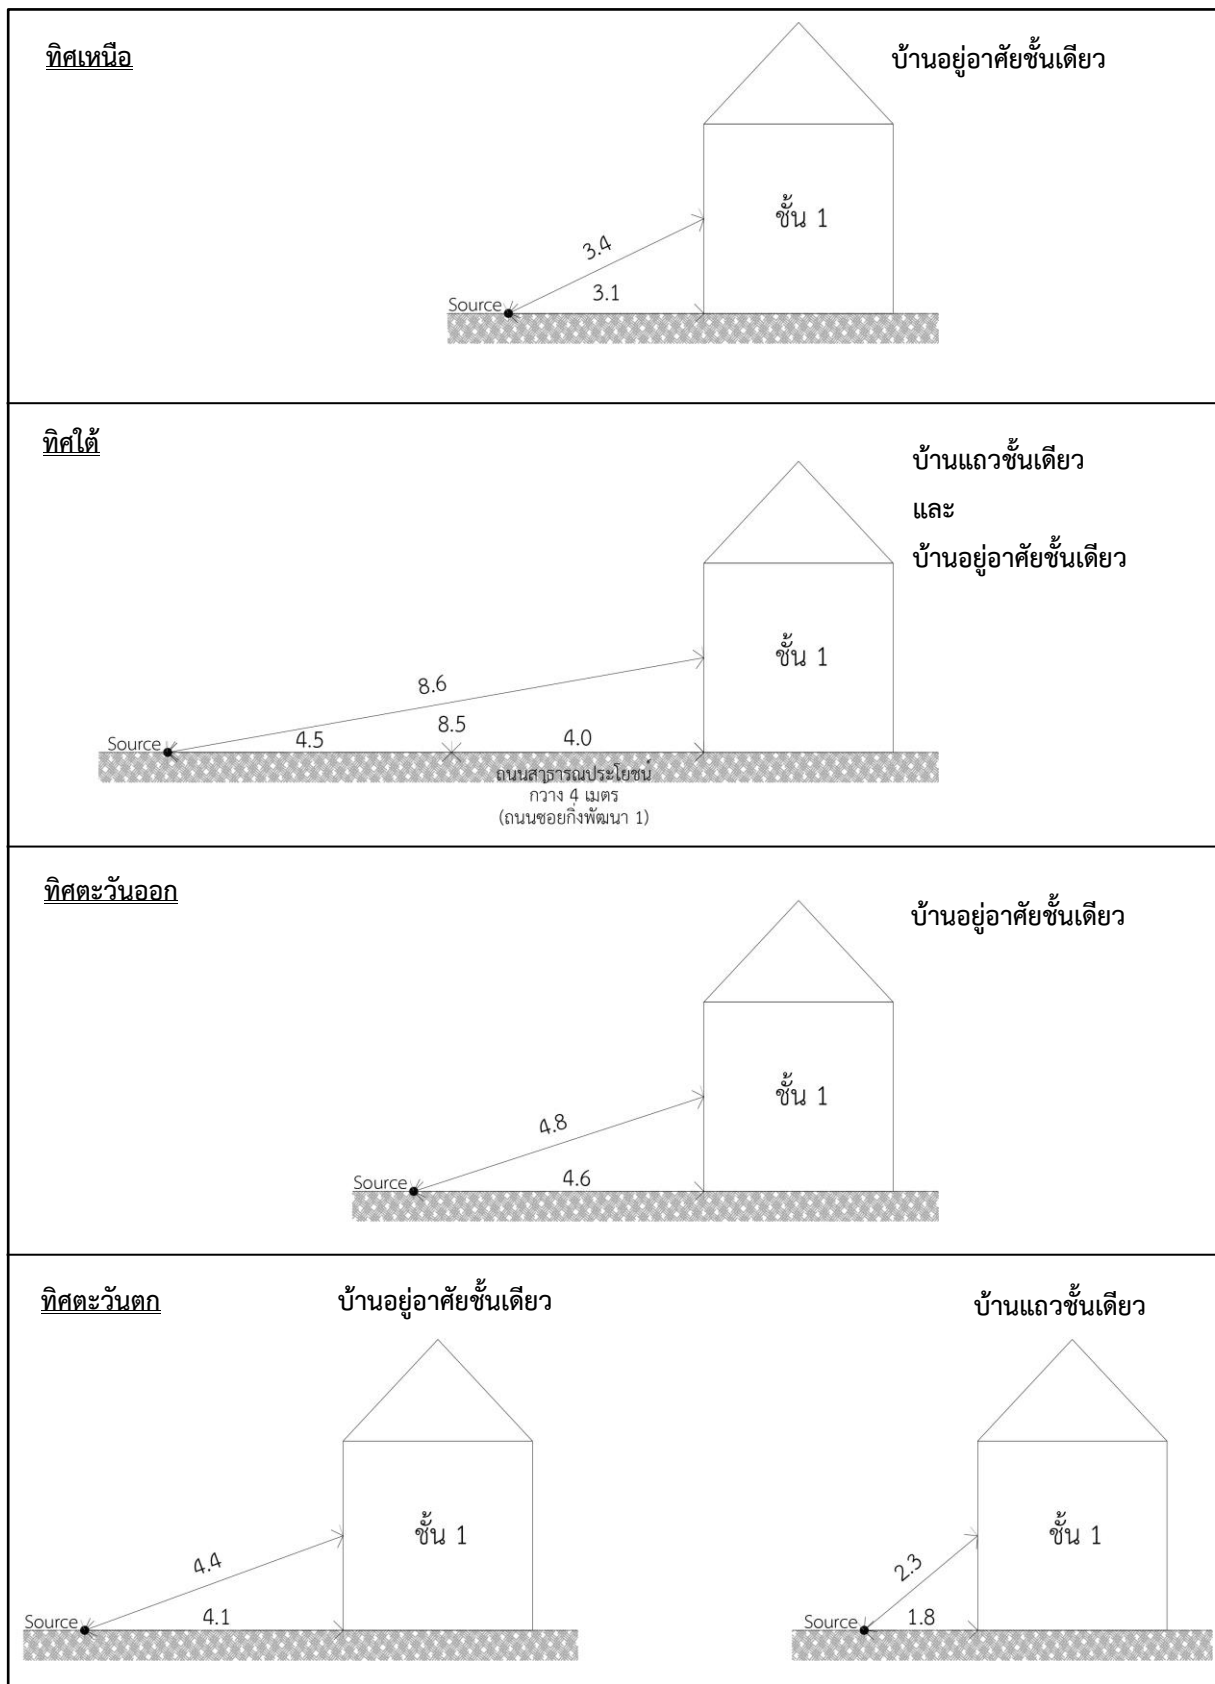 ทิศเหนือ
บ้านอยู่อาศัยชั้นเดียว
ชั้น 1
3.4
3.1
Source
ทิศใต้
บ้านแถวชั้นเดียว
และ
บ้านอยู่อาศัยชั้นเดียว
ชั้น 1
8.6
8.5
Source
4.5
4.0
ถนนสาธารณประโยชน์
กว้าง 4 เมตร
(ถนนซอยกิ่งพัฒนา 1)
ทิศตะวันออก
บ้านอยู่อาศัยชั้นเดียว
ชั้น 1
4.8
4.6
Source
ทิศตะวันตก
บ้านอยู่อาศัยชั้นเดียว
ชั้น 1
4.4
4.1
Source
บ้านแถวชั้นเดียว
ชั้น 1
2.3
1.8
Source